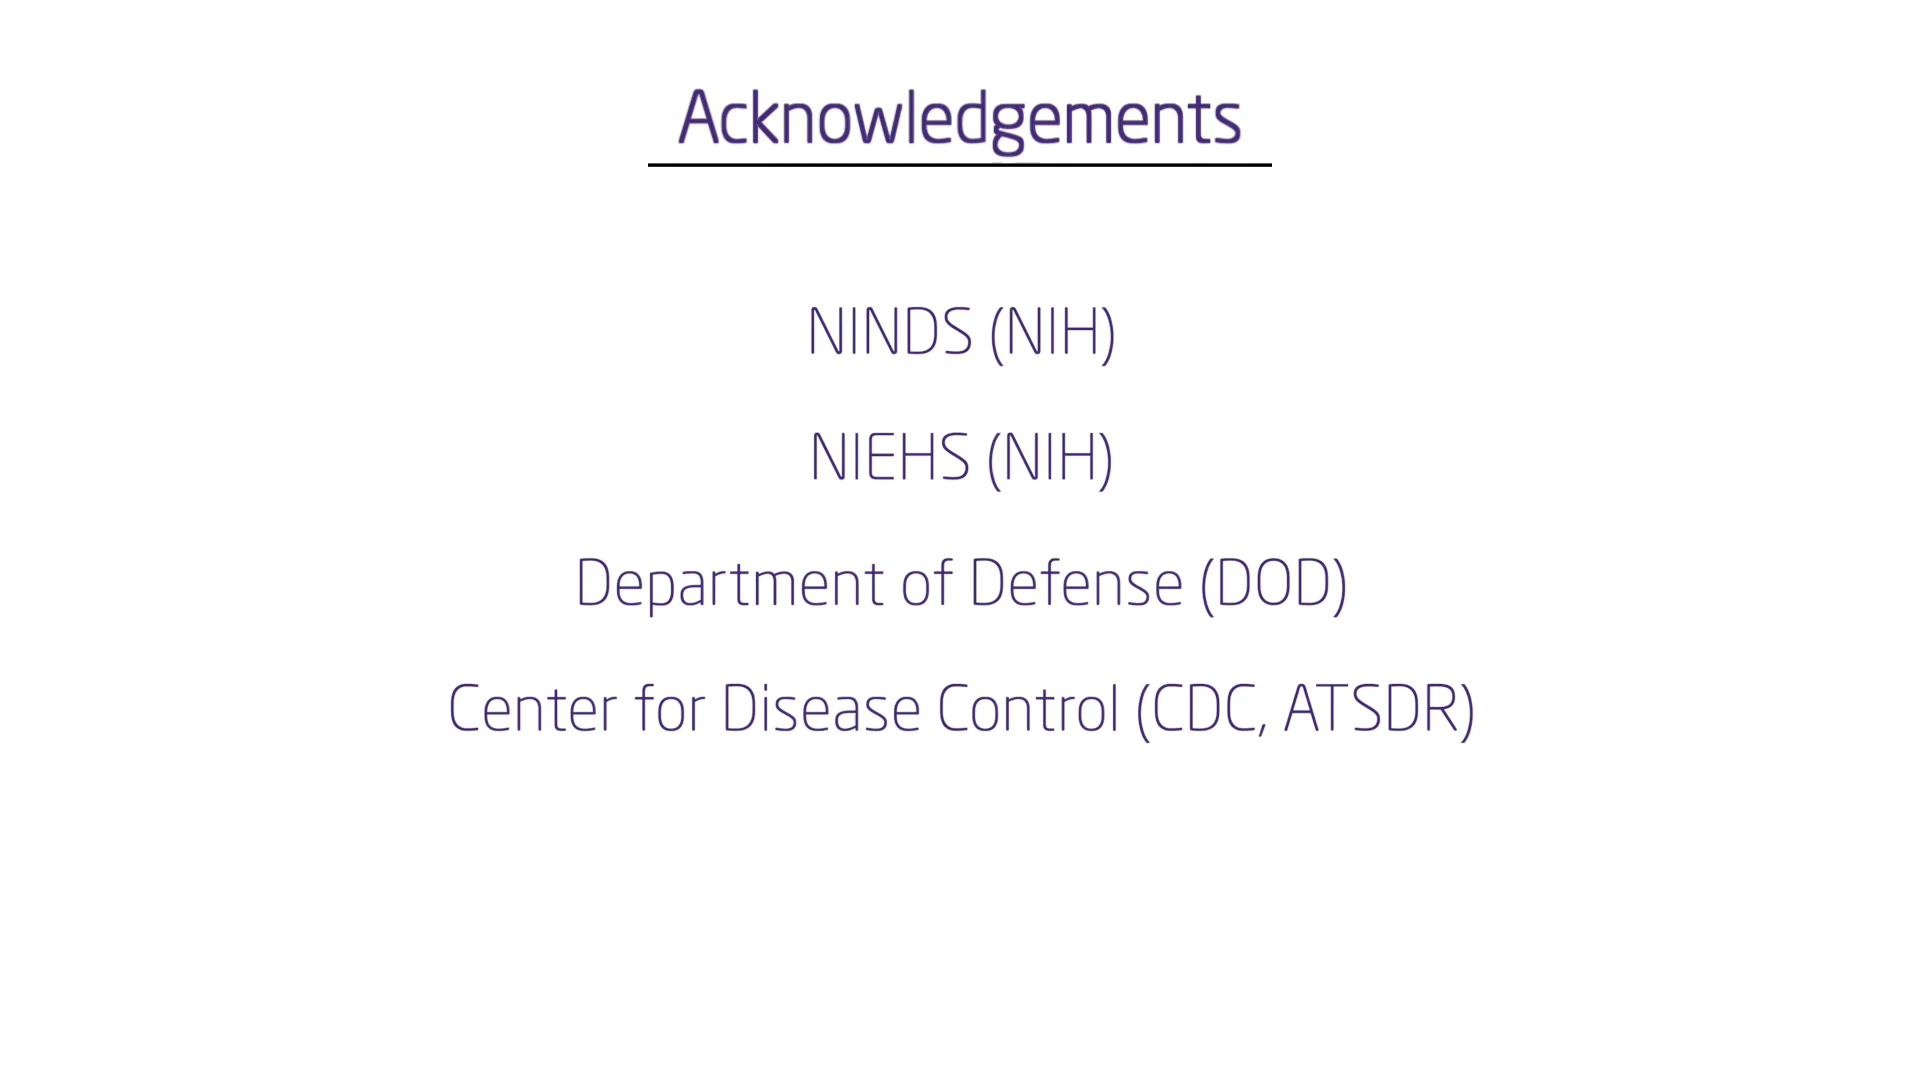 Acknowledgements
NINDS (NIH)
NIEHS (NIH)
Department of Defense (DOD)
Center for Disease Control (CDC, ATSDR)